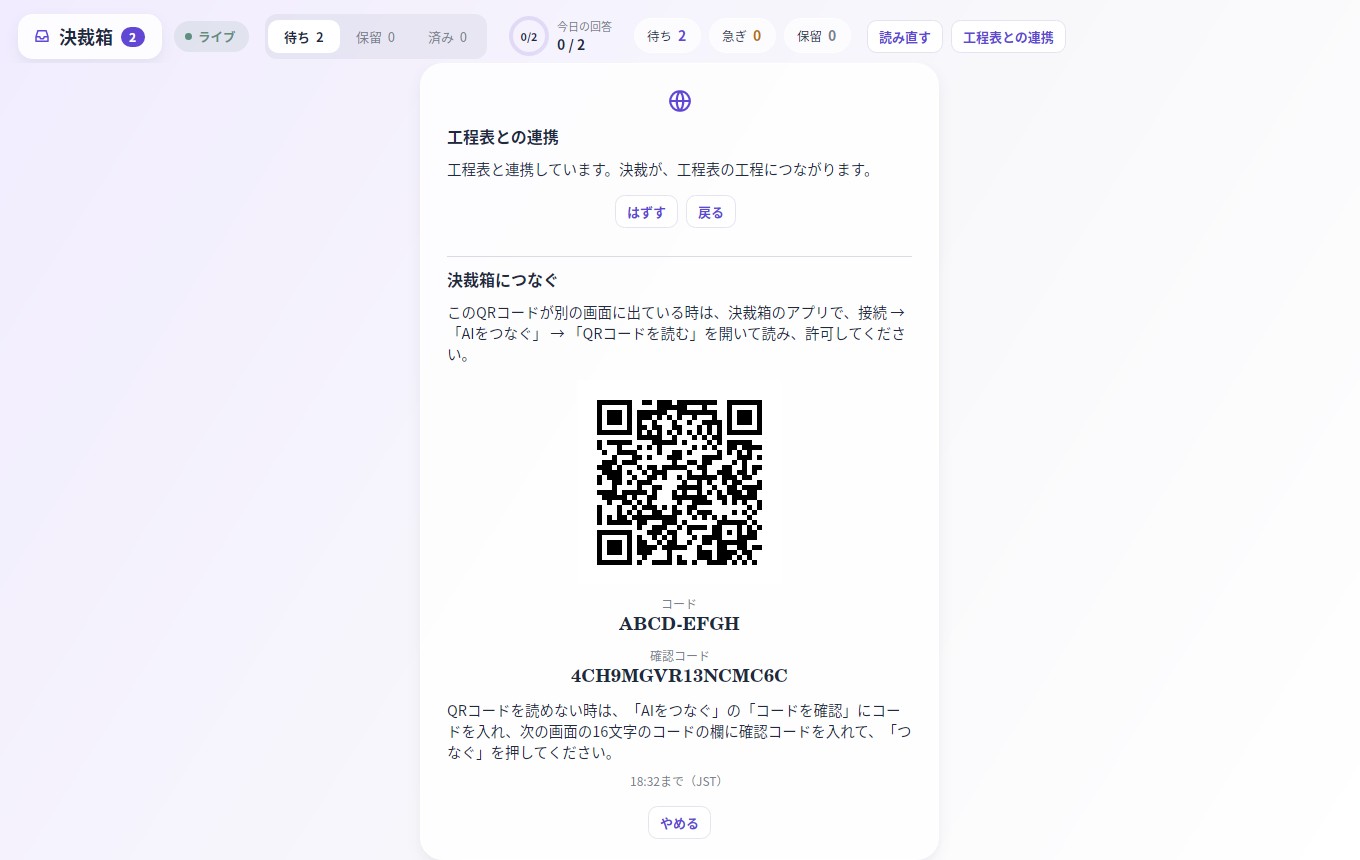 決裁箱 2
ライブ
待ち 2
保留 0
済み 0
0/2
今日の回答
0 / 2
待ち 2
急ぎ 0
保留 0
読み直す
工程表との連携
工程表との連携
工程表と連携しています。決裁が、工程表の工程につながります。
はずす
戻る
決裁箱につなぐ
このQRコードが別の画面に出ている時は、決裁箱のアプリで、接続 →
「AIをつなぐ」 → 「QRコードを読む」を開いて読み、許可してくださ
い。
コード
ABCD-EFGH
確認コード
4CH9MGVR13NCMC6C
QRコードを読めない時は、「AIをつなぐ」の「コードを確認」にコー
ドを入れ、次の画面の16文字のコードの欄に確認コードを入れて、「つ
なぐ」を押してください。
18:32まで（JST）
やめる